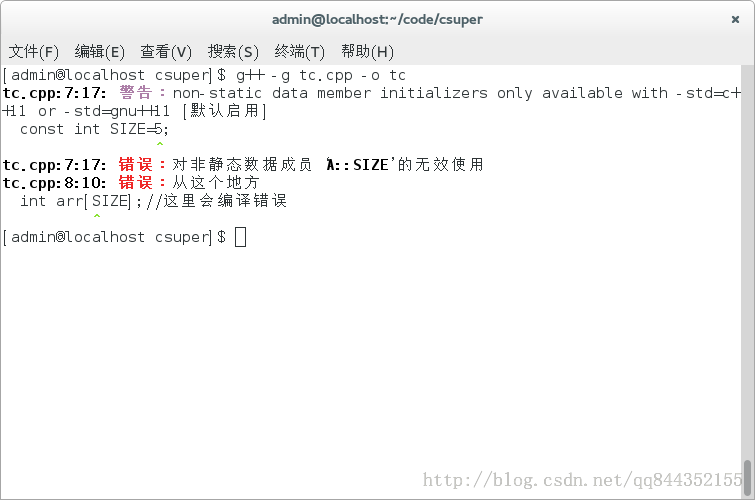 admin@localhost:~/code/csuper ×
文件(F) 编辑(E) 查看(V) 搜索(S) 终端(T) 帮助(H)
[admin@localhost csuper]$ g++ -g tc.cpp -o tc
tc.cpp:7:17: 警告：non-static data member initializers only available with -std=c+
+11 or -std=gnu++11 [默认启用]
const int SIZE=5;
^
tc.cpp:7:17: 错误：对非静态数据成员‘A::SIZE’的无效使用
tc.cpp:8:10: 错误：从这个地方
int arr[SIZE];//这里会编译错误
^
[admin@localhost csuper]$
http://blog.csdn.net/qq844352155